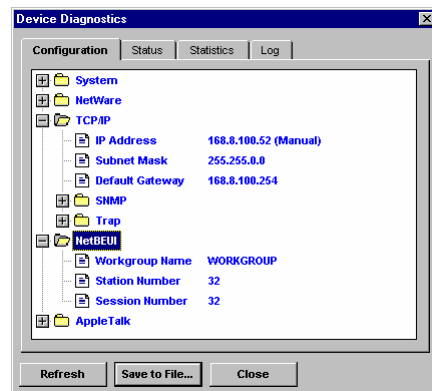 Device Diagnostics
Configuration Status Statistics Log
System
NetWare
TCP/IP
IP Address 168.8.100.52 (Manual)
Subnet Mask 255.255.0.0
Default Gateway 168.8.100.254
SNMP
Trap
NetBEUI
Workgroup Name WORKGROUP
Station Number 32
Session Number 32
AppleTalk
Refresh Save to File... Close